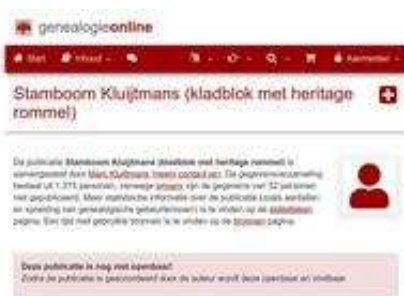 genealogieonline
Start Inhoud Aanmelden
Stamboom Kluijtmans (kladblok met heritage
rommel)
De publicatie Stamboom Kluijtmans (kladblok met heritage rommel) is
samengesteld door (neem contact op). De gegevensverzameling
bestaat uit 1.375 personen, vanwege privacy zijn de gegevens van 32 personen
niet gepubliceerd. Meer statistische informatie over de publicatie (zoals aantallen
en spreiding van genealogische gebeurtenissen) is te vinden op de statistieken
pagina. Een lijst met gebruikte bronnen is te vinden op de bronnen pagina.
Deze publicatie is nog niet openbaar!
Zodra de publicatie is gecontroleerd door de auteur wordt deze openbaar en vindbaar.